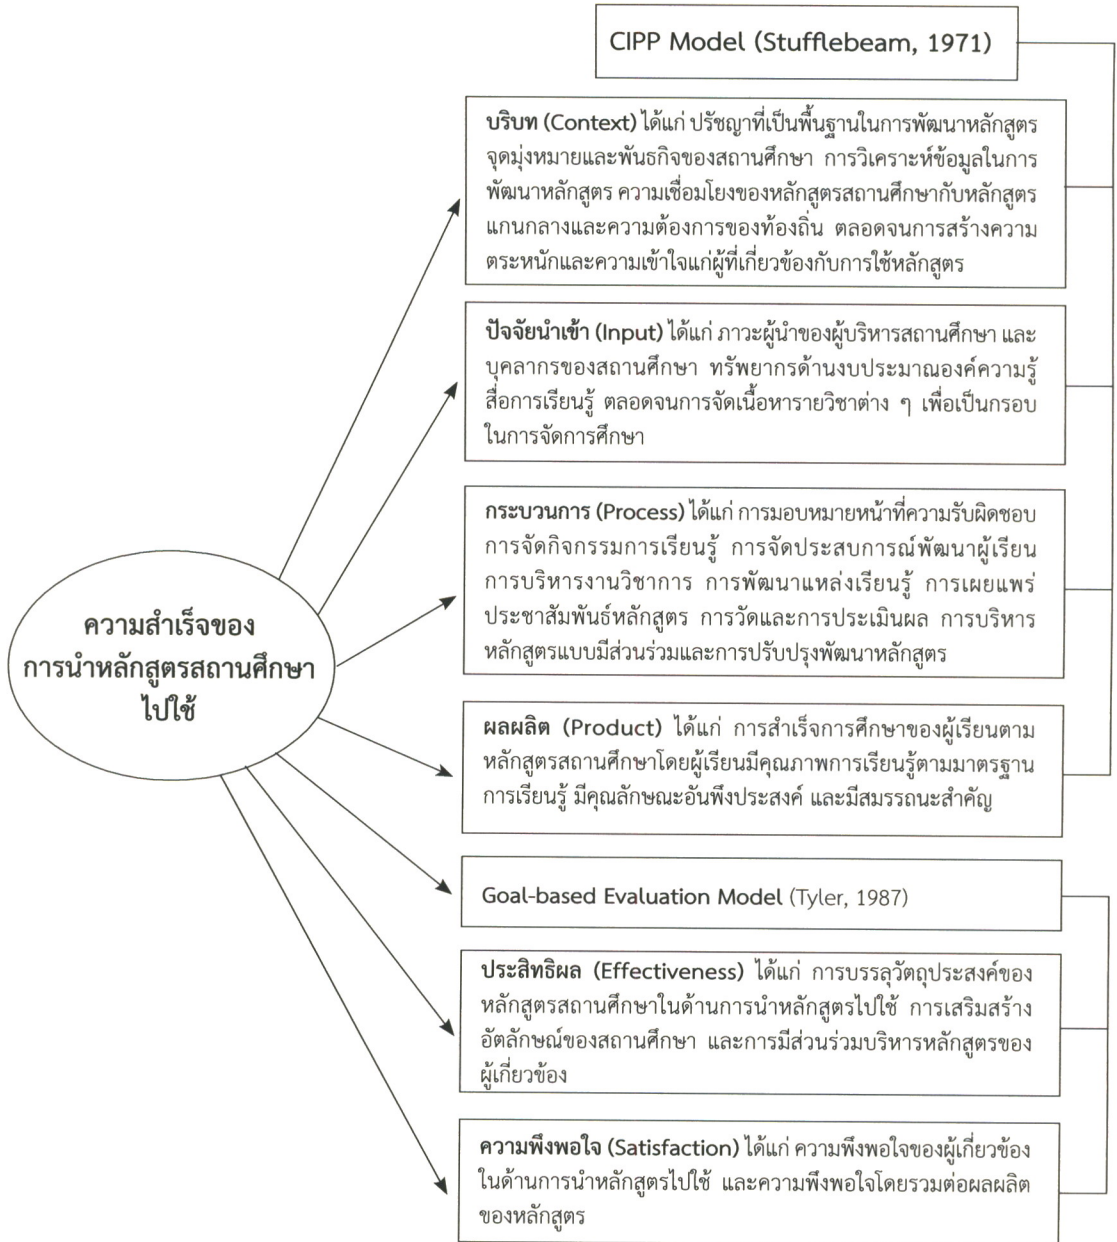 CIPP Model (Stufflebeam, 1971)
บริบท (Context) ได้แก่ ปรัชญาที่เป็นพื้นฐานในการพัฒนาหลักสูตร
จุดมุ่งหมายและพันธกิจของสถานศึกษา การวิเคราะห์ข้อมูลในการ
พัฒนาหลักสูตร ความเชื่อมโยงของหลักสูตรสถานศึกษากับหลักสูตร
แกนกลางและความต้องการของท้องถิ่น ตลอดจนการสร้างความ
ตระหนักและความเข้าใจแก่ผู้ที่เกี่ยวข้องกับการใช้หลักสูตร
ปัจจัยนำเข้า (Input) ได้แก่ ภาวะผู้นำของผู้บริหารสถานศึกษา และ
บุคลากรของสถานศึกษา ทรัพยากรด้านงบประมาณองค์ความรู้
สื่อการเรียนรู้ ตลอดจนการจัดเนื้อหารายวิชาต่าง ๆ เพื่อเป็นกรอบ
ในการจัดการศึกษา
กระบวนการ (Process) ได้แก่ การมอบหมายหน้าที่ความรับผิดชอบ
การจัดกิจกรรมการเรียนรู้ การจัดประสบการณ์พัฒนาผู้เรียน
การบริหารงานวิชาการ การพัฒนาแหล่งเรียนรู้ การเผยแพร่
ประชาสัมพันธ์หลักสูตร การวัดและการประเมินผล การบริหาร
หลักสูตรแบบมีส่วนร่วมและการปรับปรุงพัฒนาหลักสูตร
ความสำเร็จของ
การนำหลักสูตรสถานศึกษา
ไปใช้
ผลผลิต (Product) ได้แก่ การสำเร็จการศึกษาของผู้เรียนตาม
หลักสูตรสถานศึกษาโดยผู้เรียนมีคุณภาพการเรียนรู้ตามมาตรฐาน
การเรียนรู้ มีคุณลักษณะอันพึงประสงค์ และมีสมรรถนะสำคัญ
Goal-based Evaluation Model (Tyler, 1987)
ประสิทธิผล (Effectiveness) ได้แก่ การบรรลุวัตถุประสงค์ของ
หลักสูตรสถานศึกษาในด้านการนำหลักสูตรไปใช้ การเสริมสร้าง
อัตลักษณ์ของสถานศึกษา และการมีส่วนร่วมบริหารหลักสูตรของ
ผู้เกี่ยวข้อง
ความพึงพอใจ (Satisfaction) ได้แก่ ความพึงพอใจของผู้เกี่ยวข้อง
ในด้านการนำหลักสูตรไปใช้ และความพึงพอใจโดยรวมต่อผลผลิต
ของหลักสูตร